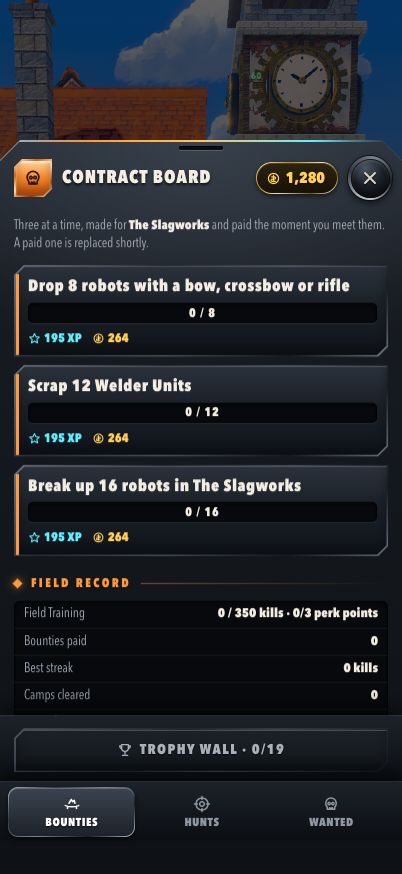 60
CONTRACT BOARD
1,280
Three at a time, made for The Slagworks and paid the moment you meet them.
A paid one is replaced shortly.
Drop 8 robots with a bow, crossbow or rifle
0 / 8
195 XP 264
Scrap 12 Welder Units
0 / 12
195 XP 264
Break up 16 robots in The Slagworks
0 / 16
195 XP 264
FIELD RECORD
Field Training 0 / 350 kills · 0/3 perk points
Bounties paid 0
Best streak 0 kills
Camps cleared 0
TROPHY WALL · 0/19
BOUNTIES HUNTS WANTED